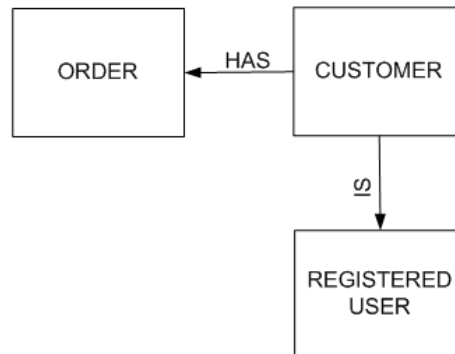 ORDER
HAS
CUSTOMER
IS
REGISTERED
USER